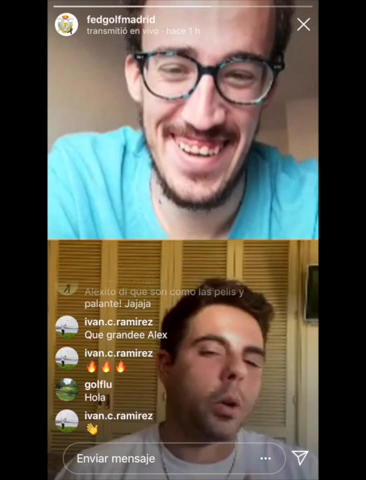 fedgolfmadrid
transmitió en vivo · hace 1 h
Alexito di que son como las pelis y
palante! Jajaja
ivan.c.ramirez
Que grandee Alex
ivan.c.ramirez
🔥🔥🔥
golflu
Hola
ivan.c.ramirez
👋
Enviar mensaje